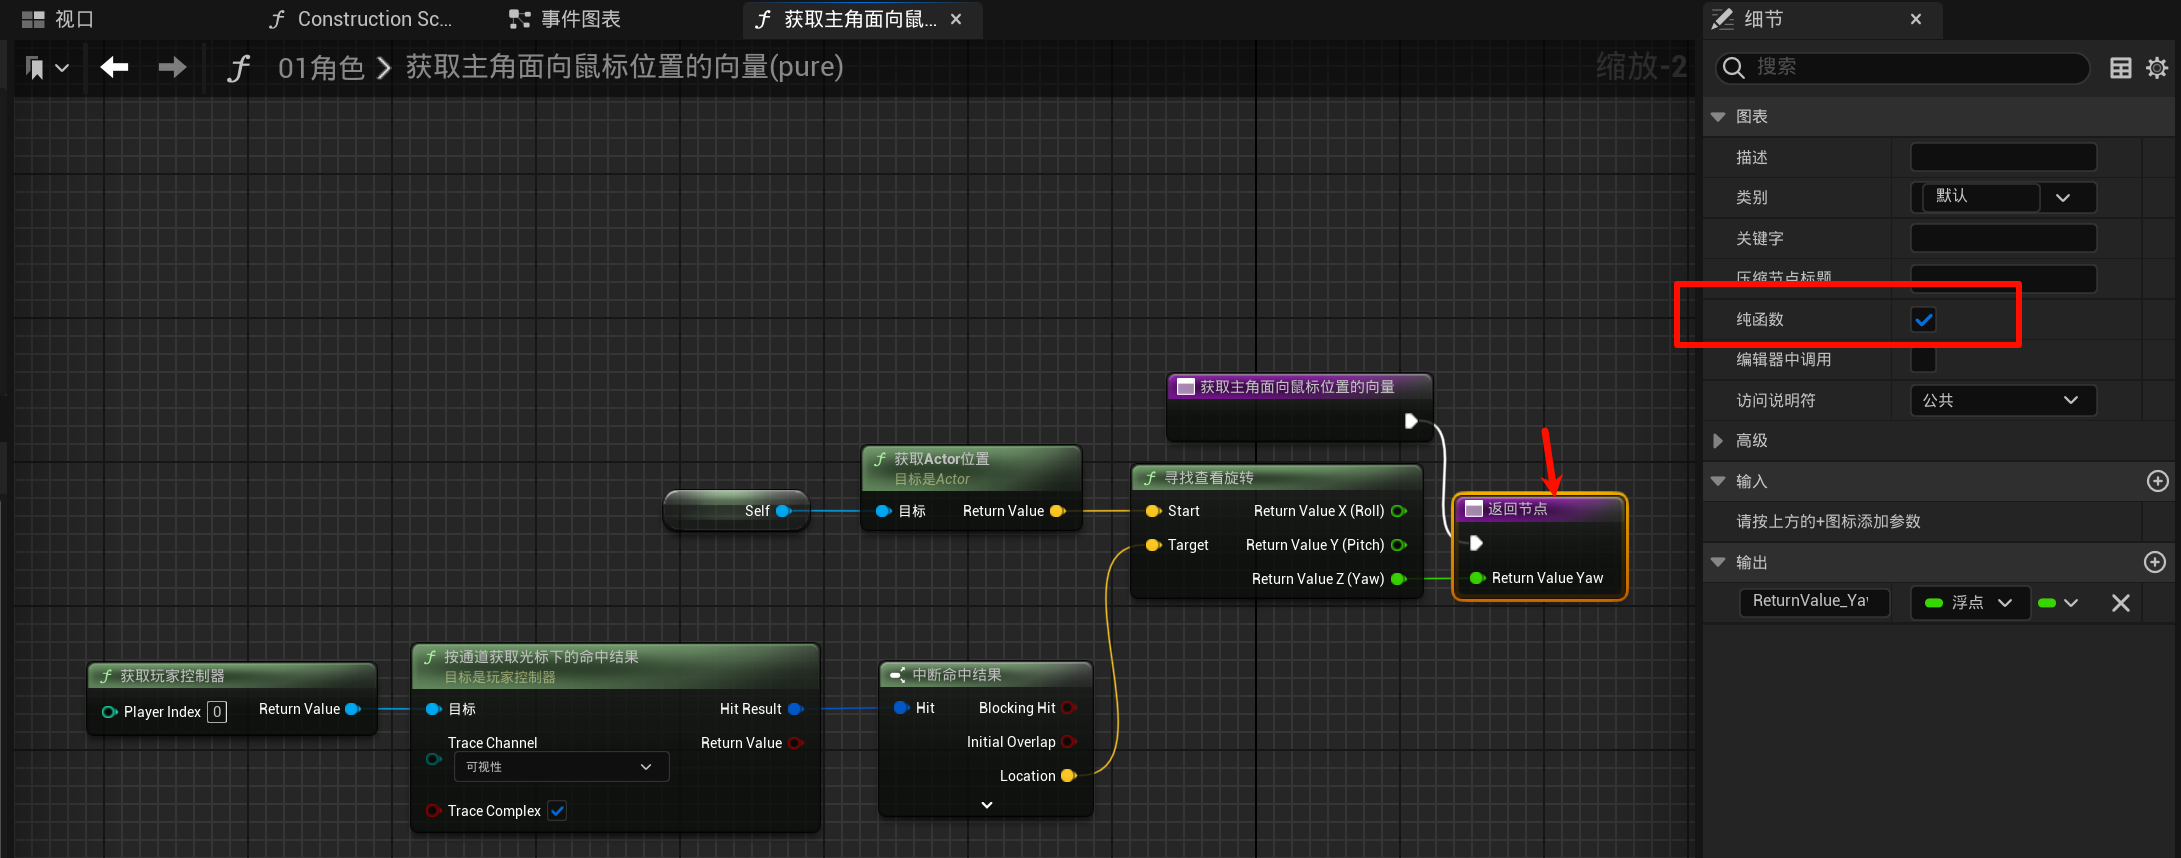 视口
Construction Sc...
事件图表
获取主角面向鼠...
细节
01角色
获取主角面向鼠标位置的向量(pure)
缩放-2
搜索
图表
描述
类别
默认
关键字
压缩节点标题
纯函数
编辑器中调用
访问说明符
公共
高级
输入
请按上方的+图标添加参数
输出
ReturnValue_Ya
浮点
获取主角面向鼠标位置的向量
获取Actor位置
目标是Actor
Self
目标
Return Value
寻找查看旋转
Start
Return Value X (Roll)
Target
Return Value Y (Pitch)
Return Value Z (Yaw)
返回节点
Return Value Yaw
获取玩家控制器
Player Index
0
Return Value
按通道获取光标下的命中结果
目标是玩家控制器
目标
Hit Result
Trace Channel
Return Value
可视性
Trace Complex
中断命中结果
Hit
Blocking Hit
Initial Overlap
Location